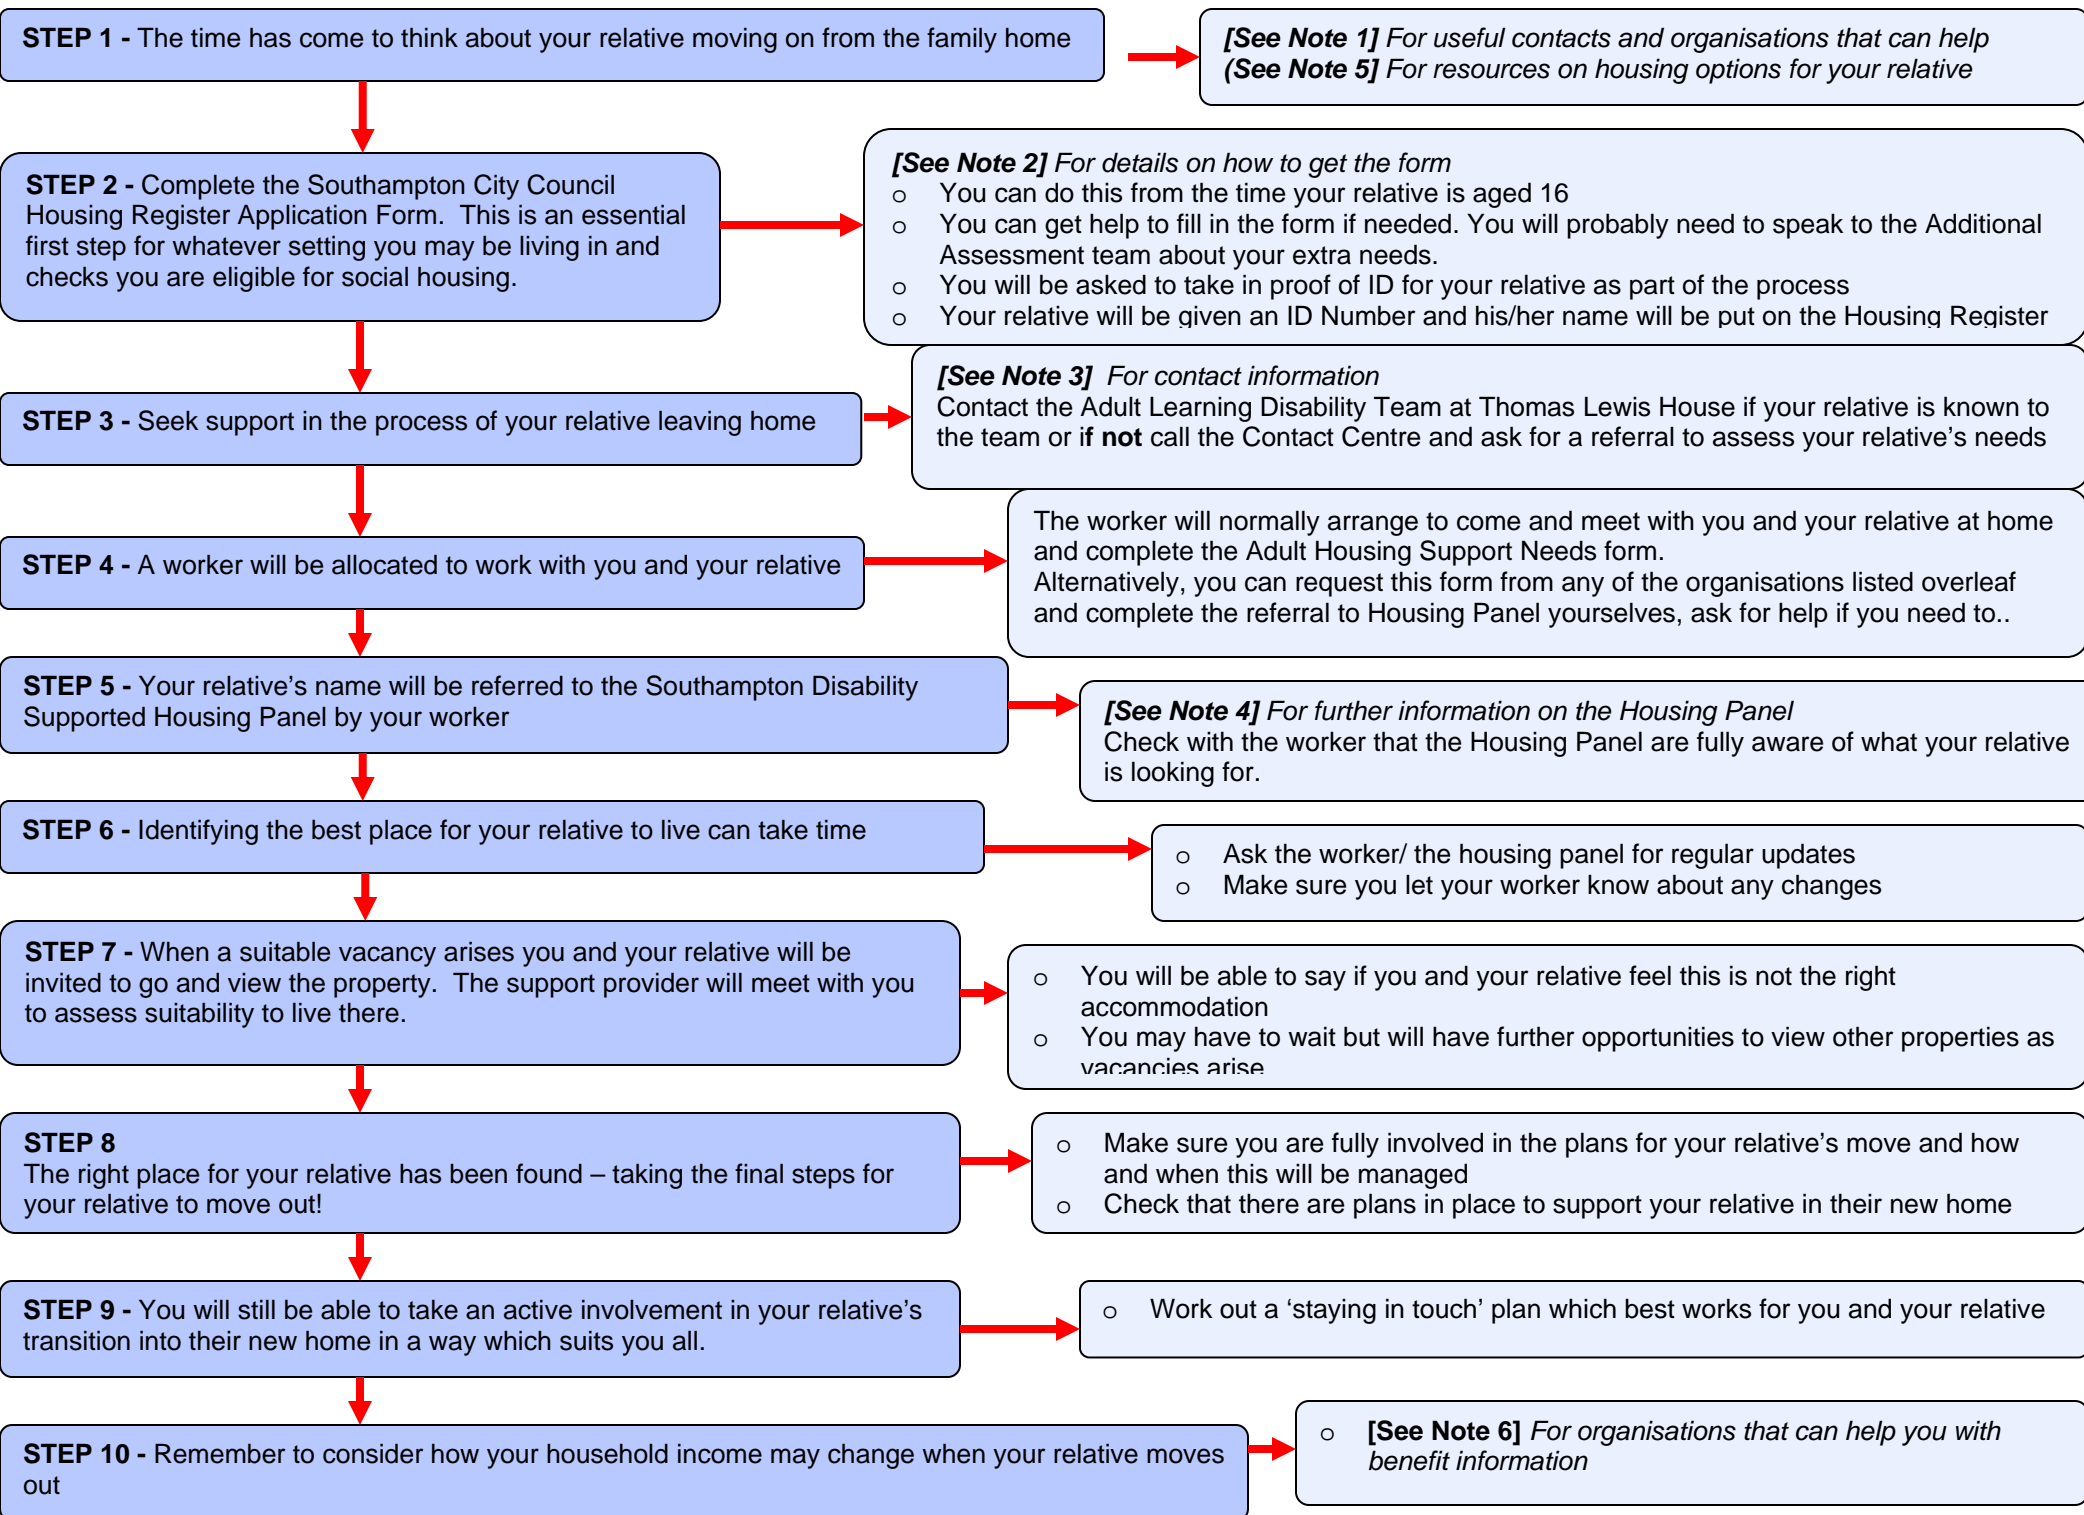 STEP 1 - The time has come to think about your relative moving on from the family home
[See Note 1] For useful contacts and organisations that can help
(See Note 5] For resources on housing options for your relative
STEP 2 - Complete the Southampton City Council
Housing Register Application Form.  This is an essential
first step for whatever setting you may be living in and
checks you are eligible for social housing.
[See Note 2] For details on how to get the form
o You can do this from the time your relative is aged 16
o You can get help to fill in the form if needed. You will probably need to speak to the Additional
Assessment team about your extra needs.
o You will be asked to take in proof of ID for your relative as part of the process
o Your relative will be given an ID Number and his/her name will be put on the Housing Register
STEP 3 - Seek support in the process of your relative leaving home
[See Note 3]  For contact information
Contact the Adult Learning Disability Team at Thomas Lewis House if your relative is known to
the team or if not call the Contact Centre and ask for a referral to assess your relative’s needs
STEP 4 - A worker will be allocated to work with you and your relative
The worker will normally arrange to come and meet with you and your relative at home
and complete the Adult Housing Support Needs form.
Alternatively, you can request this form from any of the organisations listed overleaf
and complete the referral to Housing Panel yourselves, ask for help if you need to..
STEP 5 - Your relative’s name will be referred to the Southampton Disability
Supported Housing Panel by your worker
[See Note 4] For further information on the Housing Panel
Check with the worker that the Housing Panel are fully aware of what your relative
is looking for.
STEP 6 - Identifying the best place for your relative to live can take time
o Ask the worker/ the housing panel for regular updates
o Make sure you let your worker know about any changes
STEP 7 - When a suitable vacancy arises you and your relative will be
invited to go and view the property.  The support provider will meet with you
to assess suitability to live there.
o You will be able to say if you and your relative feel this is not the right
accommodation
o You may have to wait but will have further opportunities to view other properties as
vacancies arise
STEP 8
The right place for your relative has been found – taking the final steps for
your relative to move out!
o Make sure you are fully involved in the plans for your relative’s move and how
and when this will be managed
o Check that there are plans in place to support your relative in their new home
STEP 9 - You will still be able to take an active involvement in your relative’s
transition into their new home in a way which suits you all.
o Work out a ‘staying in touch’ plan which best works for you and your relative
STEP 10 - Remember to consider how your household income may change when your relative moves
out
o [See Note 6] For organisations that can help you with
benefit information